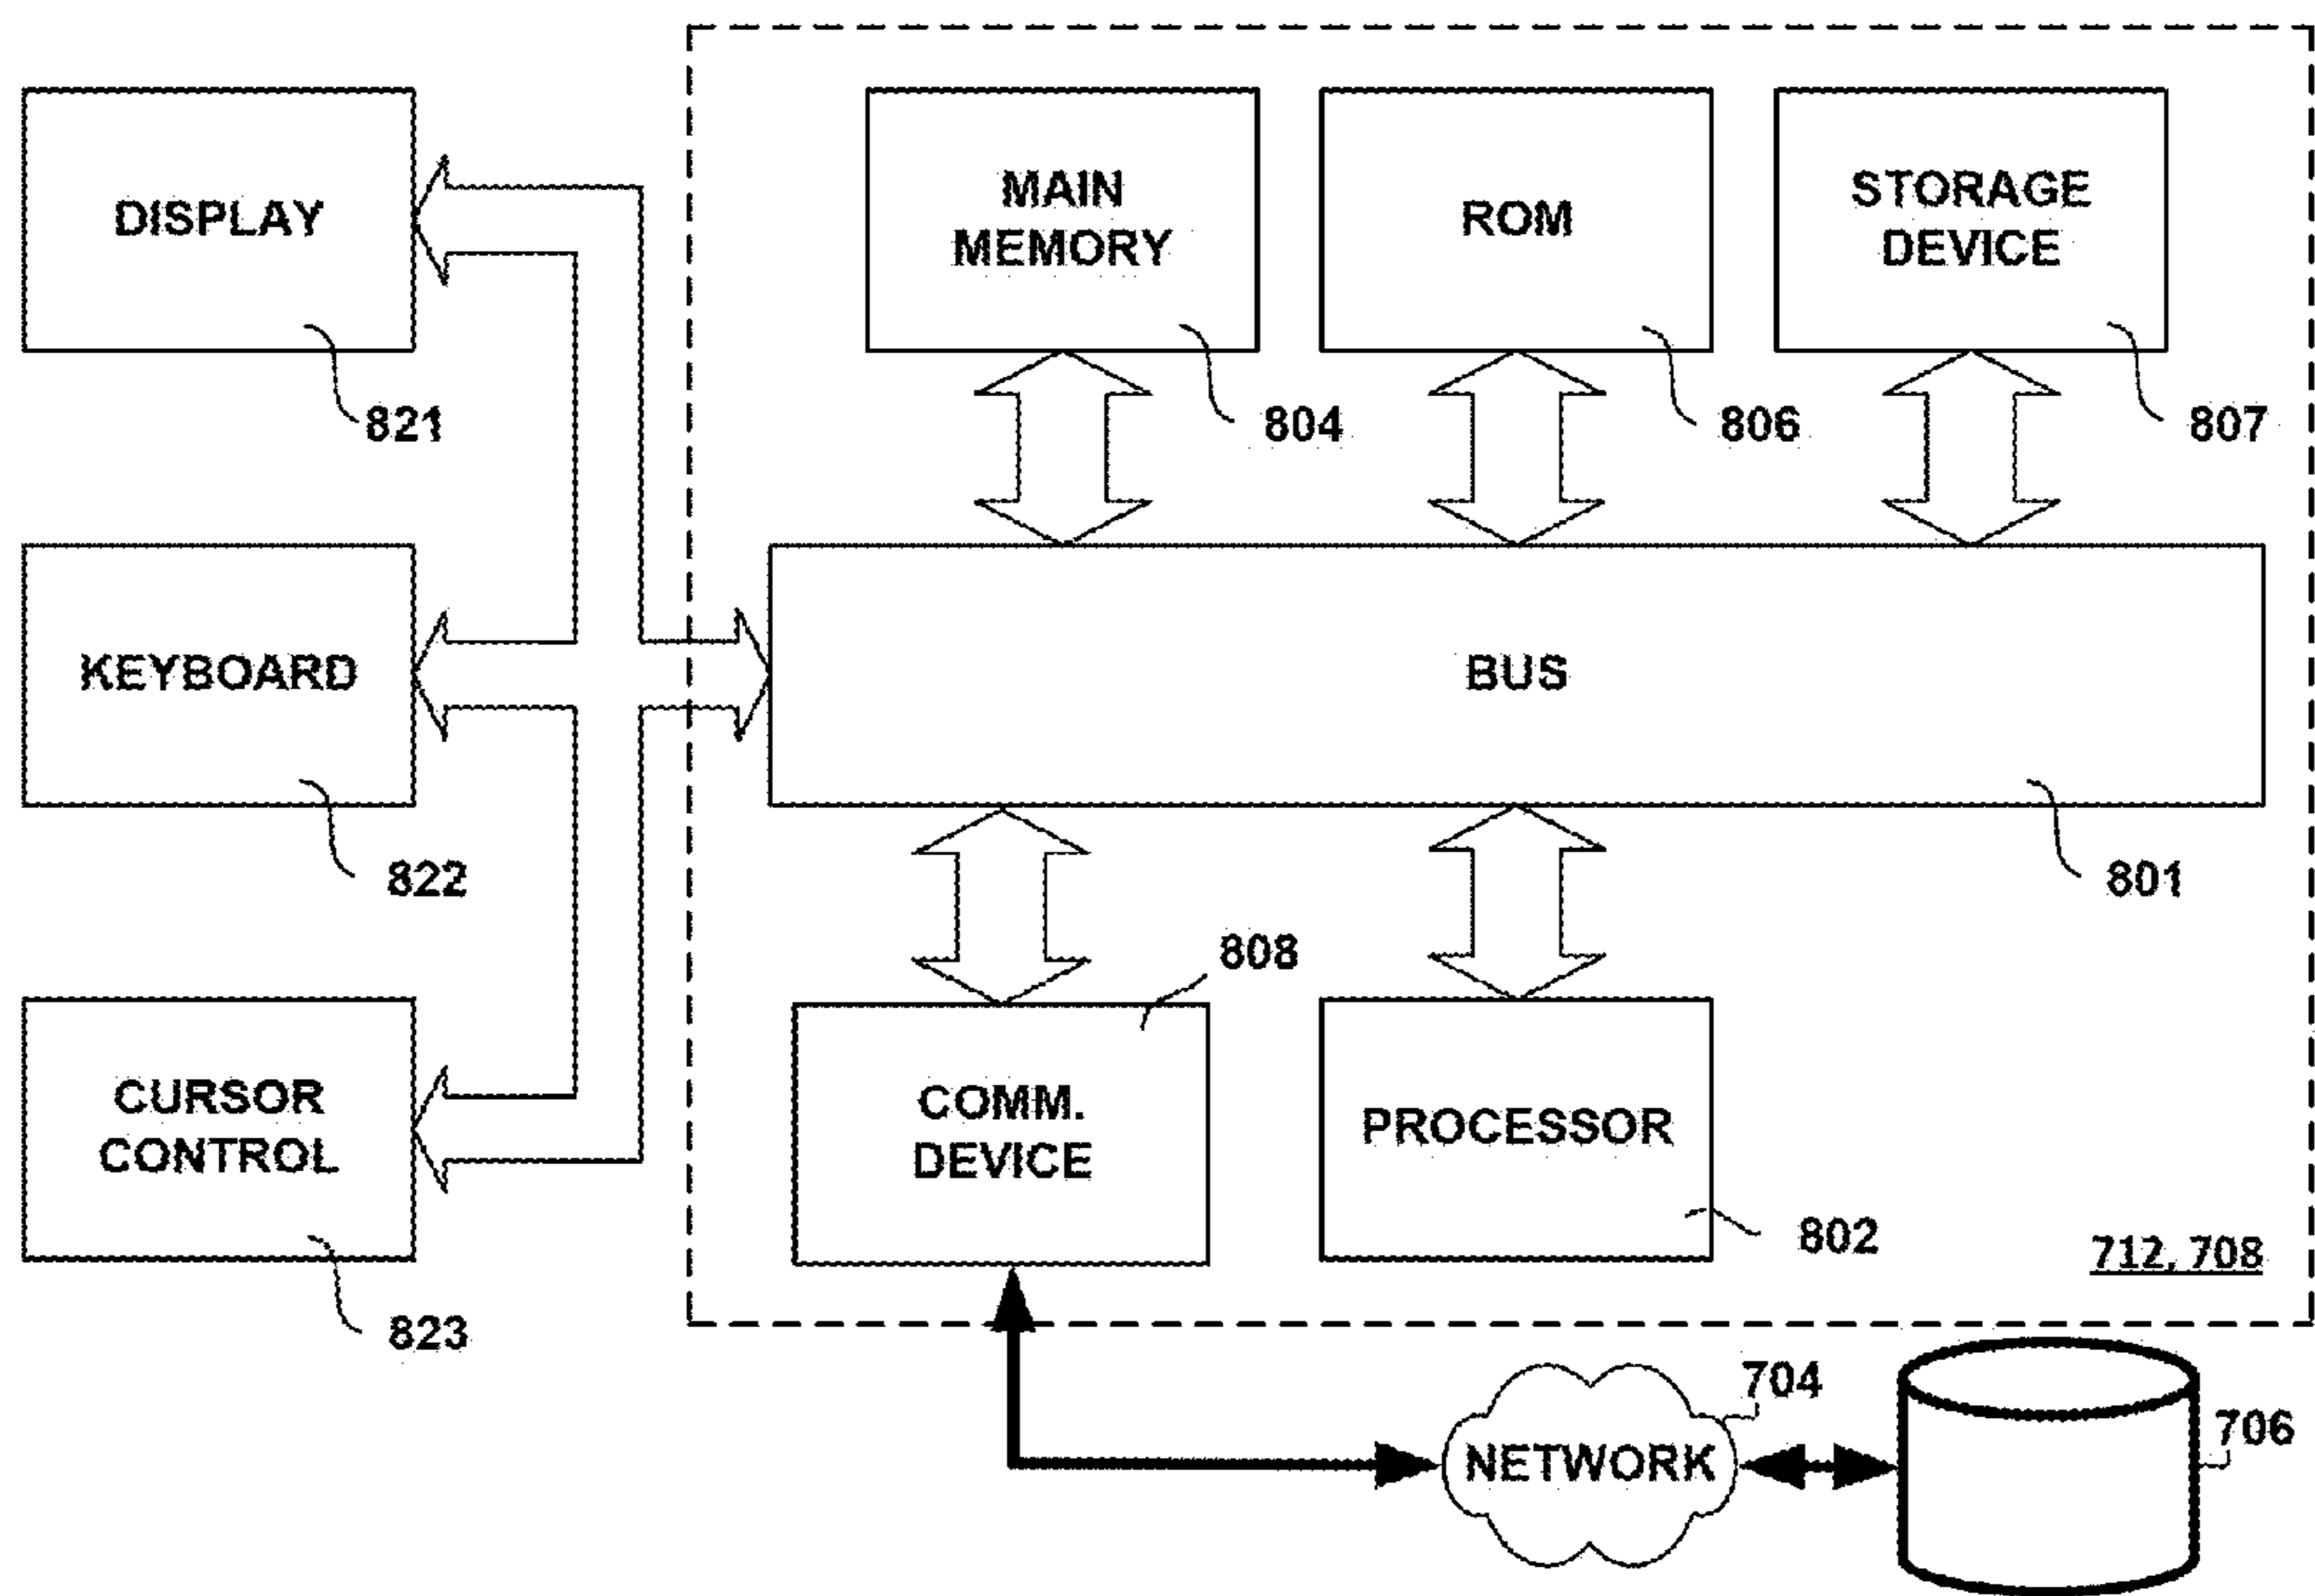 DISPLAY
821
MAIN
MEMORY
804
ROM
806
STORAGE
DEVICE
807
KEYBOARD
822
BUS
801
CURSOR
CONTROL
823
808
COMM.
DEVICE
PROCESSOR
802
712, 708
NETWORK
704
706